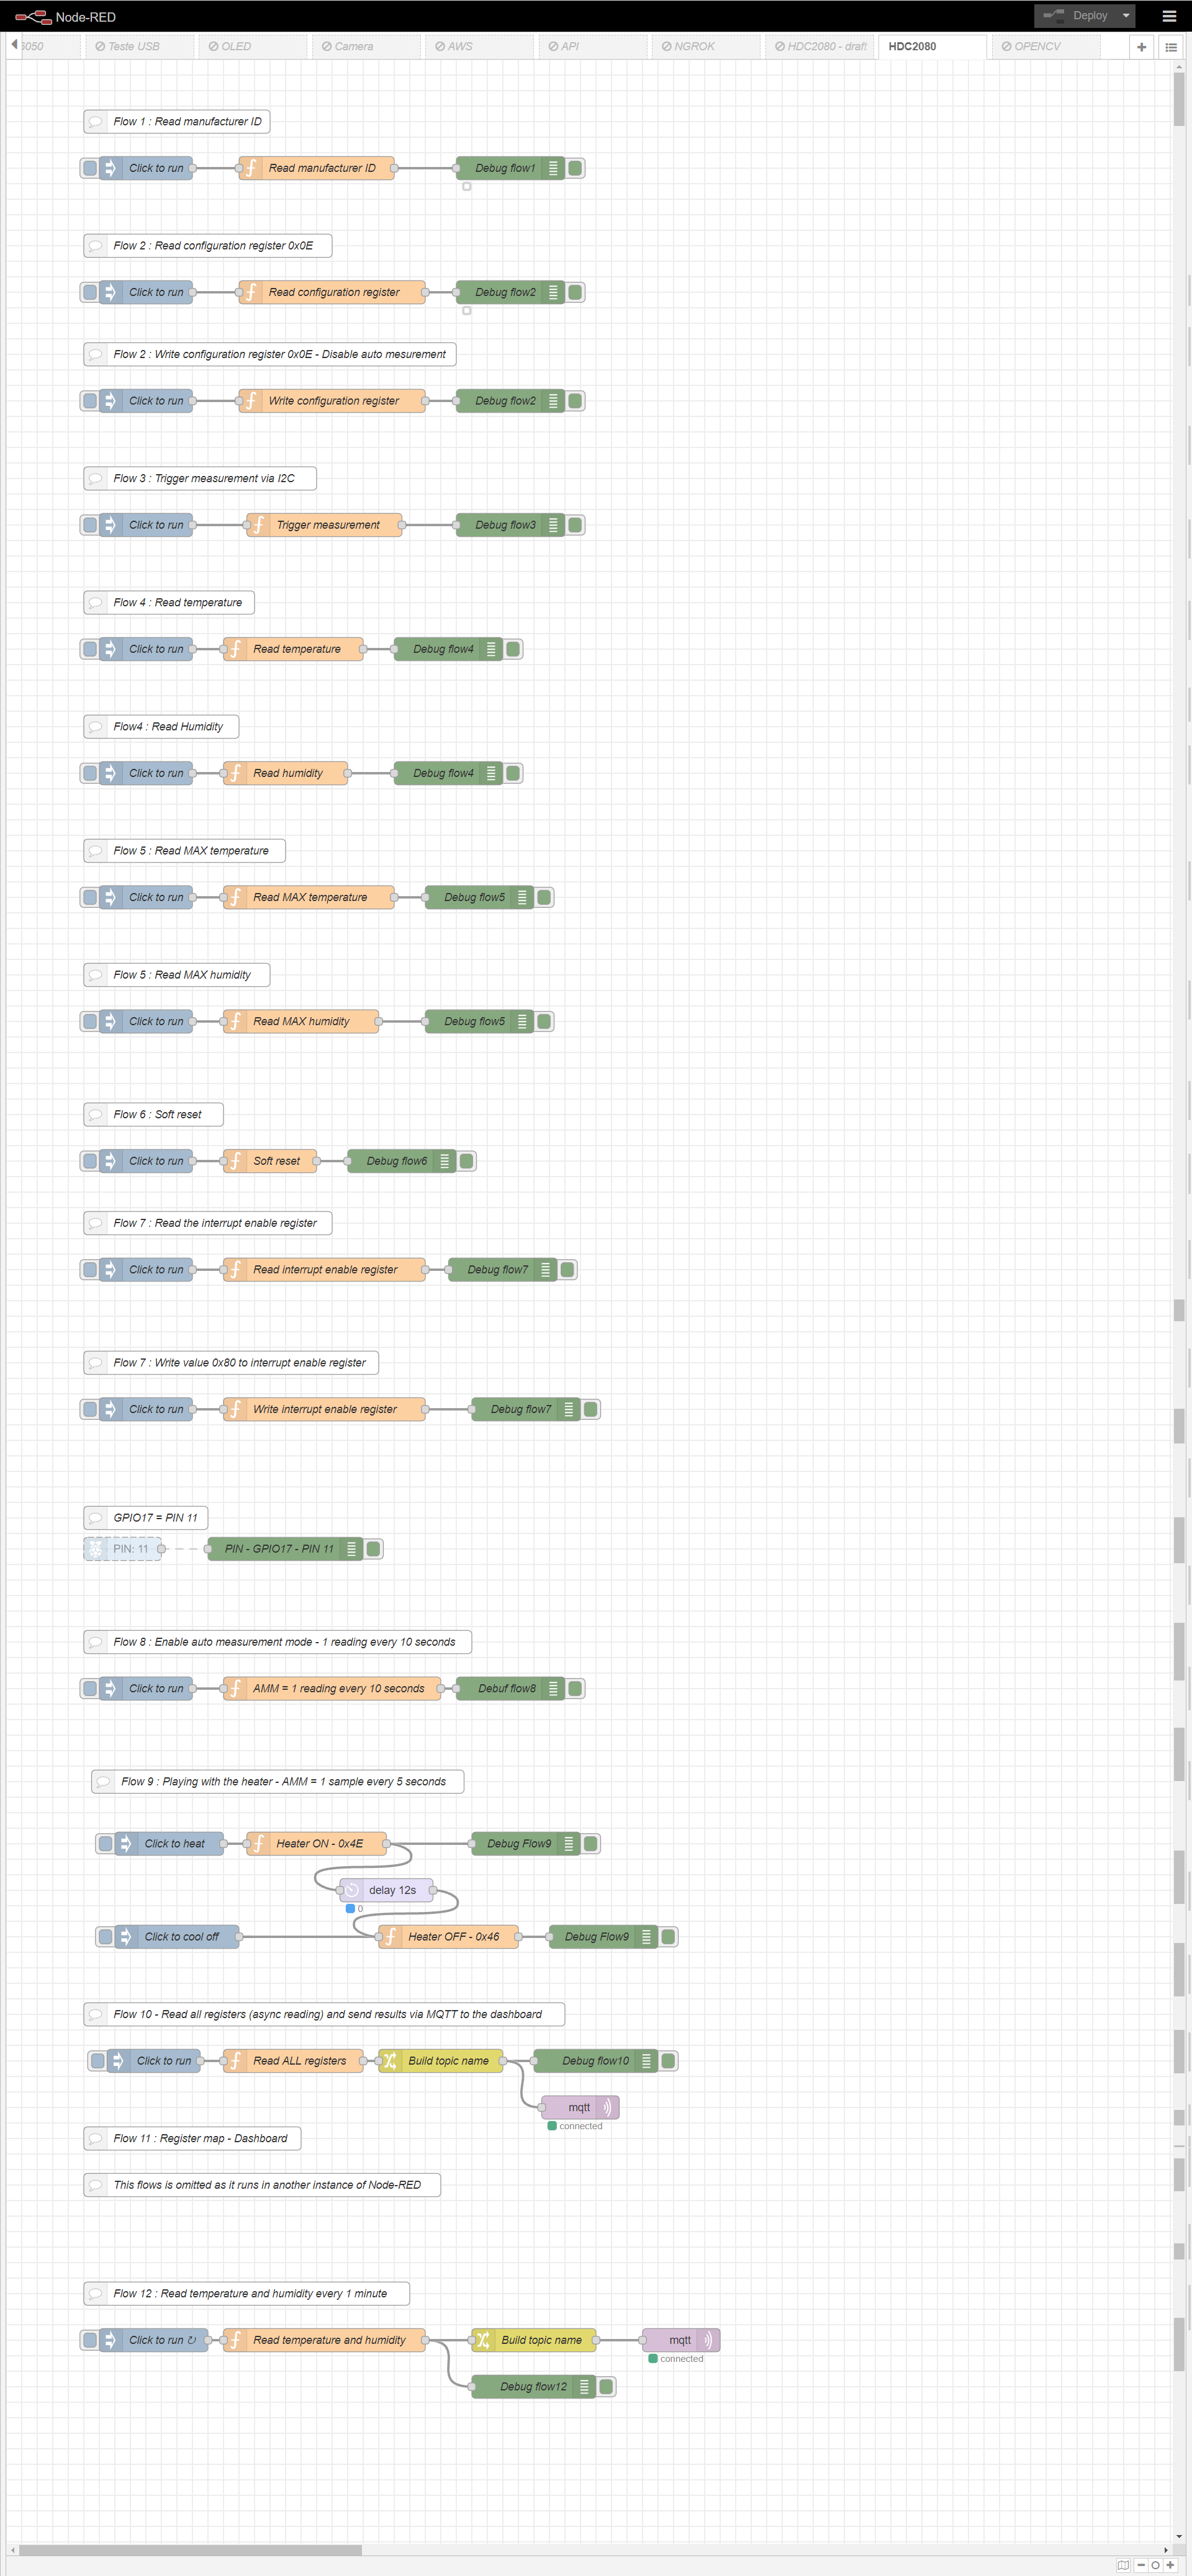 Node-RED
Deploy
6050
Teste USB
OLED
Camera
AWS
API
NGROK
HDC2080 - draft
HDC2080
OPENCV
Flow 1 : Read manufacturer ID
Click to run
Read manufacturer ID
Debug flow1
Flow 2 : Read configuration register 0x0E
Click to run
Read configuration register
Debug flow2
Flow 2 : Write configuration register 0x0E - Disable auto mesurement
Click to run
Write configuration register
Debug flow2
Flow 3 : Trigger measurement via I2C
Click to run
Trigger measurement
Debug flow3
Flow 4 : Read temperature
Click to run
Read temperature
Debug flow4
Flow4 : Read Humidity
Click to run
Read humidity
Debug flow4
Flow 5 : Read MAX temperature
Click to run
Read MAX temperature
Debug flow5
Flow 5 : Read MAX humidity
Click to run
Read MAX humidity
Debug flow5
Flow 6 : Soft reset
Click to run
Soft reset
Debug flow6
Flow 7 : Read the interrupt enable register
Click to run
Read interrupt enable register
Debug flow7
Flow 7 : Write value 0x80 to interrupt enable register
Click to run
Write interrupt enable register
Debug flow7
GPIO17 = PIN 11
PIN: 11
PIN - GPIO17 - PIN 11
Flow 8 : Enable auto measurement mode - 1 reading every 10 seconds
Click to run
AMM = 1 reading every 10 seconds
Debuf flow8
Flow 9 : Playing with the heater - AMM = 1 sample every 5 seconds
Click to heat
Heater ON - 0x4E
Debug Flow9
delay 12s
0
Click to cool off
Heater OFF - 0x46
Debug Flow9
Flow 10 - Read all registers (async reading) and send results via MQTT to the dashboard
Click to run
Read ALL registers
Build topic name
Debug flow10
mqtt
connected
Flow 11 : Register map - Dashboard
This flows is omitted as it runs in another instance of Node-RED
Flow 12 : Read temperature and humidity every 1 minute
Click to run ↻
Read temperature and humidity
Build topic name
mqtt
connected
Debug flow12